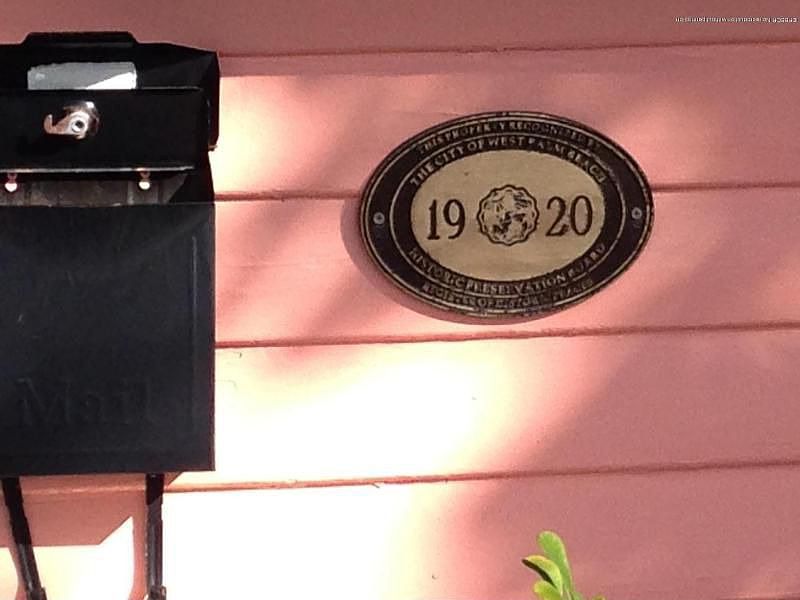 THIS PROPERTY RECOGNIZED BY
THE CITY OF WEST PALM BEACH
19 20
HISTORIC PRESERVATION BOARD
REGISTER OF HISTORIC PLACES
Mail